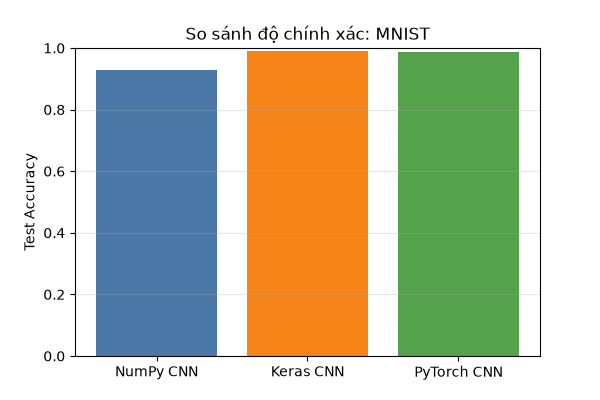 So sánh độ chính xác: MNIST
Test Accuracy
1.0
0.8
0.6
0.4
0.2
0.0
NumPy CNN
Keras CNN
PyTorch CNN